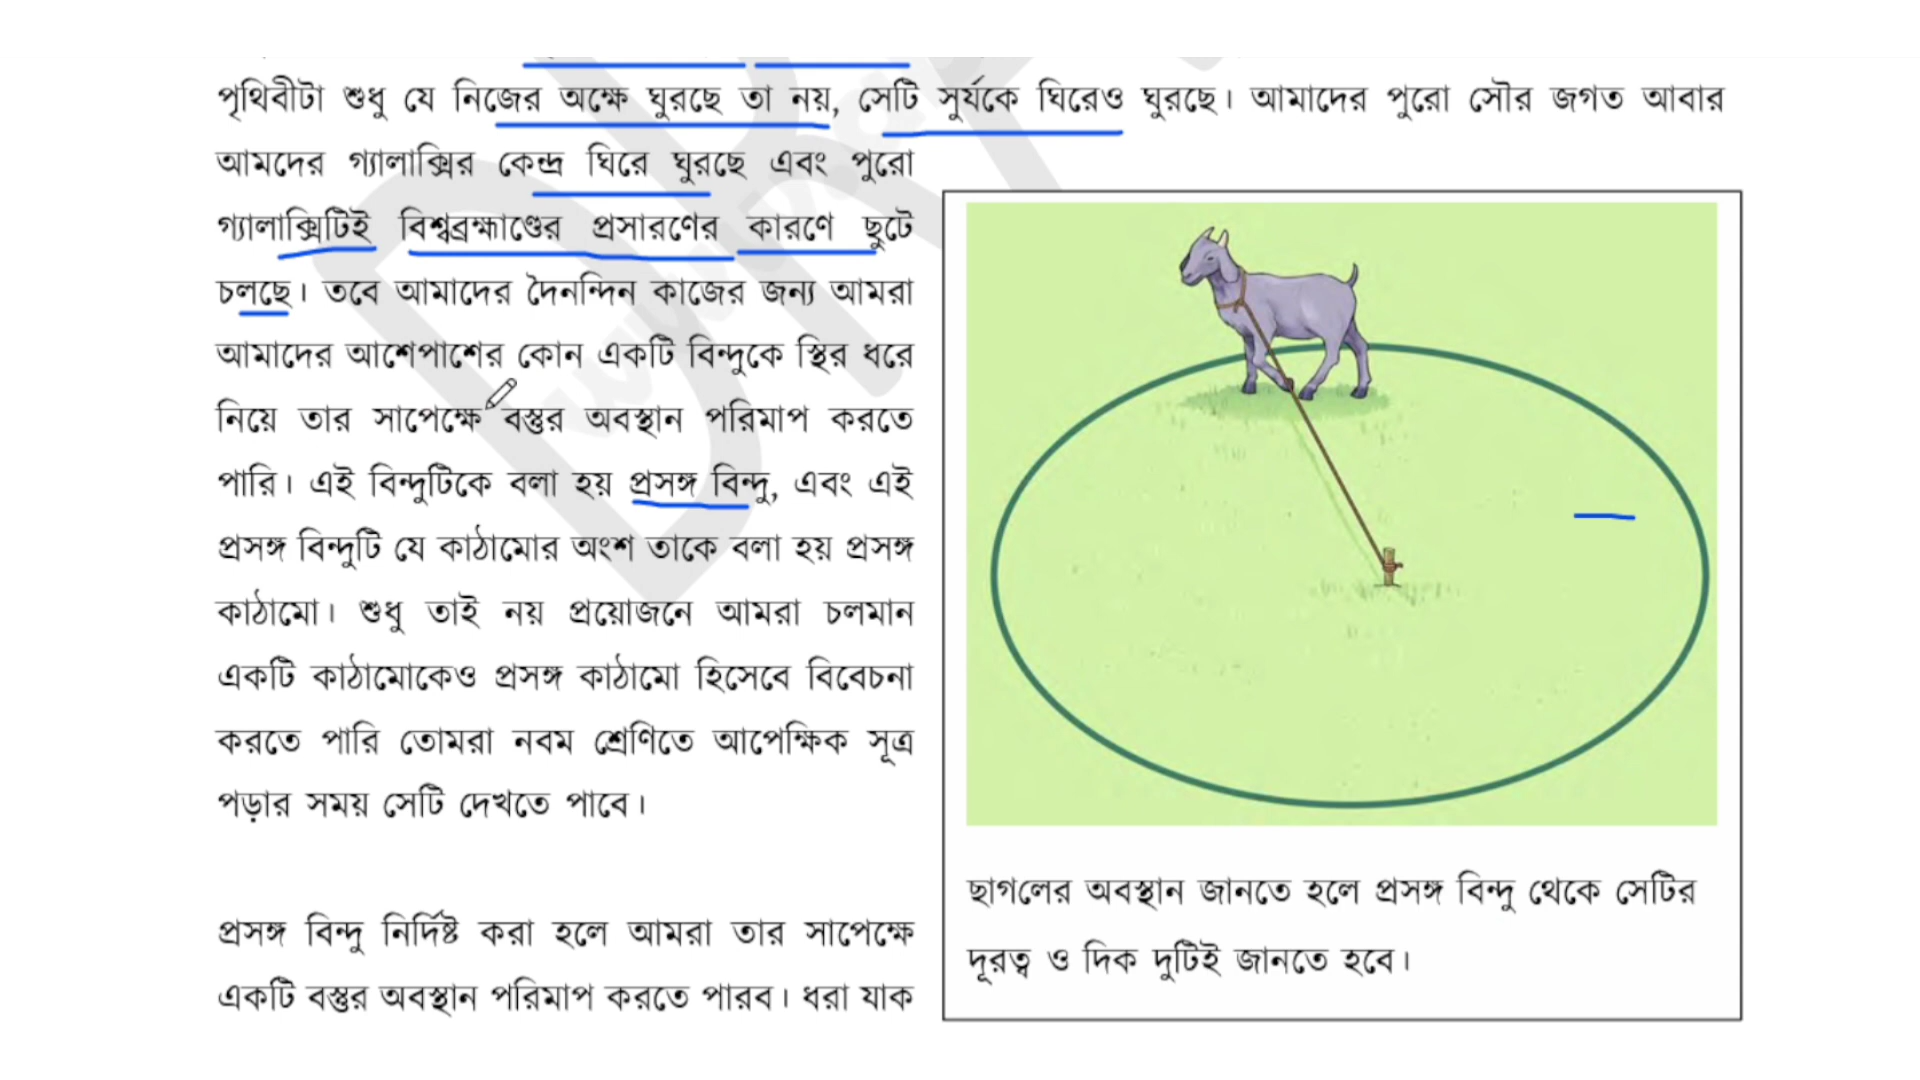 পৃথিবীটা শুধু যে নিজের অক্ষে ঘুরছে তা নয়, সেটি সুর্যকে ঘিরেও ঘুরছে। আমাদের পুরো সৌর জগত আবার
আমদের গ্যালাক্সির কেন্দ্র ঘিরে ঘুরছে এবং পুরো
গ্যালাক্সিটিই বিশ্বব্রহ্মাণ্ডের প্রসারণের কারণে ছুটে
চলছে। তবে আমাদের দৈনন্দিন কাজের জন্য আমরা
আমাদের আশেপাশের কোন একটি বিন্দুকে স্থির ধরে
নিয়ে তার সাপেক্ষে বস্তুর অবস্থান পরিমাপ করতে
পারি। এই বিন্দুটিকে বলা হয় প্রসঙ্গ বিন্দু, এবং এই
প্রসঙ্গ বিন্দুটি যে কাঠামোর অংশ তাকে বলা হয় প্রসঙ্গ
কাঠামো। শুধু তাই নয় প্রয়োজনে আমরা চলমান
একটি কাঠামোকেও প্রসঙ্গ কাঠামো হিসেবে বিবেচনা
করতে পারি তোমরা নবম শ্রেণিতে আপেক্ষিক সূত্র
পড়ার সময় সেটি দেখতে পাবে।
প্রসঙ্গ বিন্দু নির্দিষ্ট করা হলে আমরা তার সাপেক্ষে
একটি বস্তুর অবস্থান পরিমাপ করতে পারব। ধরা যাক
ছাগলের অবস্থান জানতে হলে প্রসঙ্গ বিন্দু থেকে সেটির
দূরত্ব ও দিক দুটিই জানতে হবে।